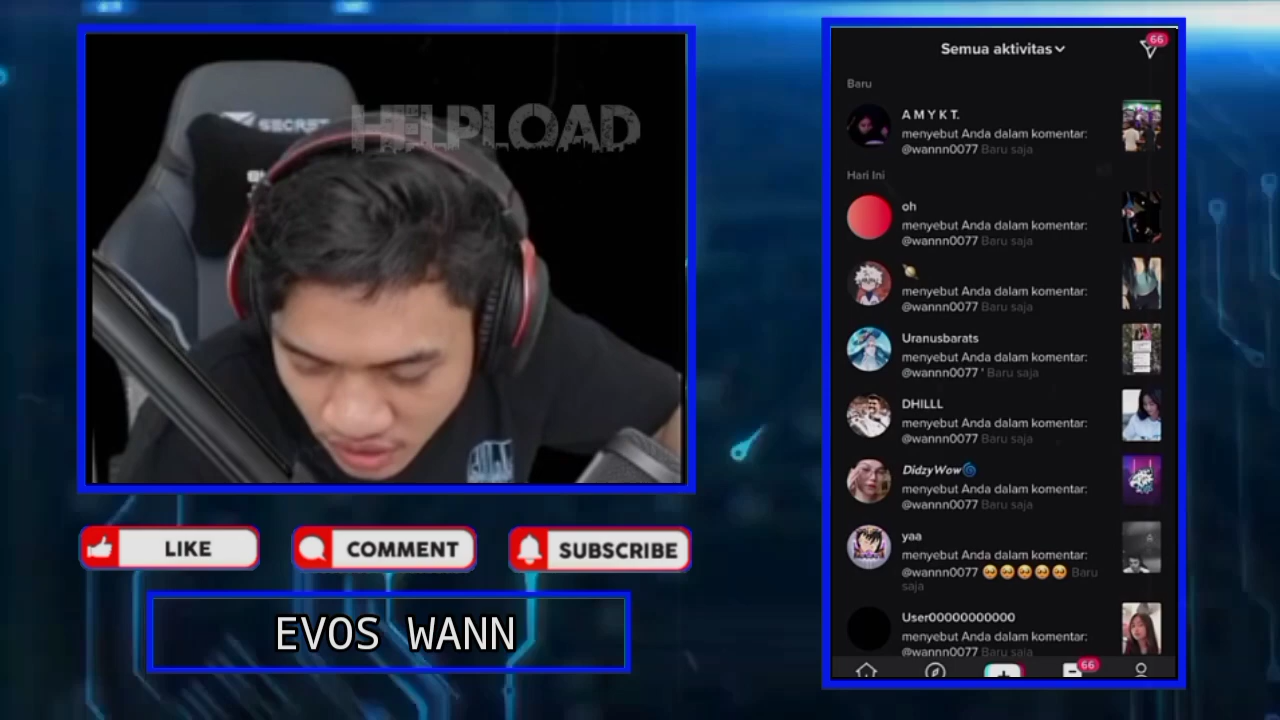 HELPLOAD
SECRET
LIKE
COMMENT
SUBSCRIBE
EVOS WANN
Semua aktivitas
66
Baru
A M Y K T.
menyebut Anda dalam komentar:
@wannn0077 Baru saja
Hari Ini
oh
menyebut Anda dalam komentar:
@wannn0077 Baru saja
🪐
menyebut Anda dalam komentar:
@wannn0077 Baru saja
Uranusbarats
menyebut Anda dalam komentar:
@wannn0077 ' Baru saja
DHILLL
menyebut Anda dalam komentar:
@wannn0077 Baru saja
DidzyWow🌀
menyebut Anda dalam komentar:
@wannn0077 Baru saja
yaa
menyebut Anda dalam komentar:
@wannn0077 🥺🥺🥺🥺🥺 Baru
saja
User00000000000
menyebut Anda dalam komentar:
@wannn0077 Baru saja
66